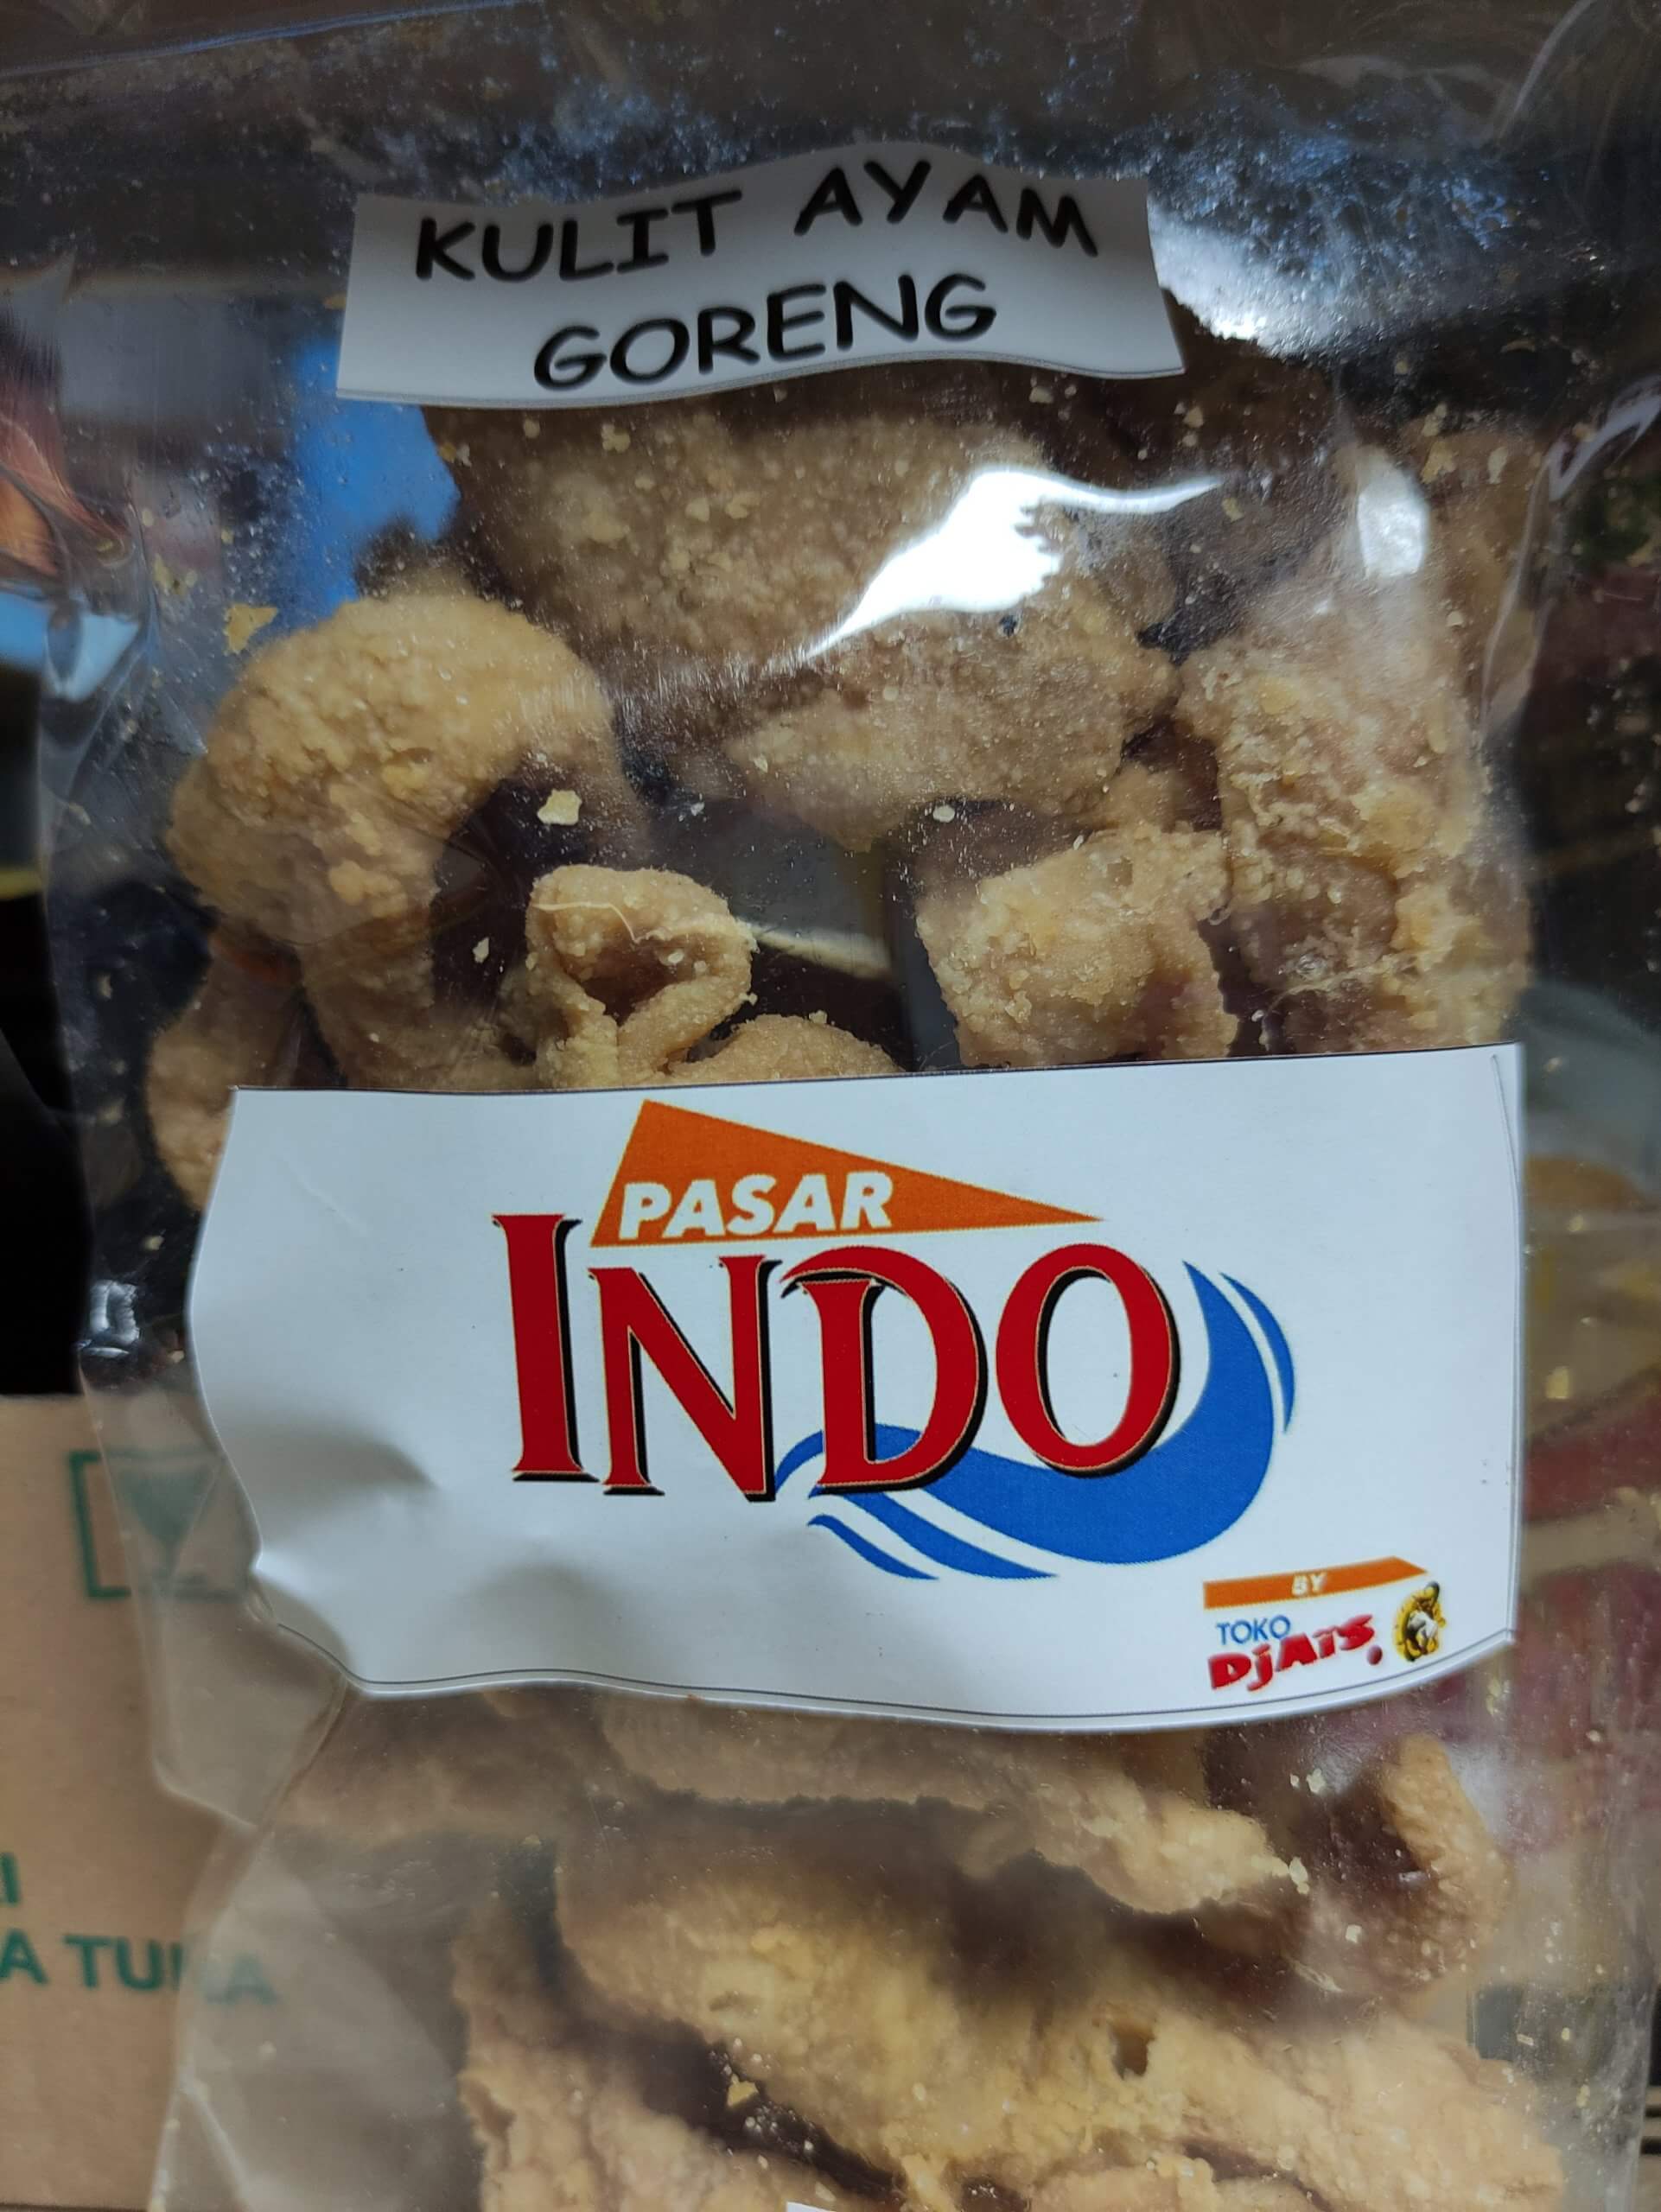 KULIT AYAM
GORENG
PASAR
INDO
BY
TOKO
DJAIS